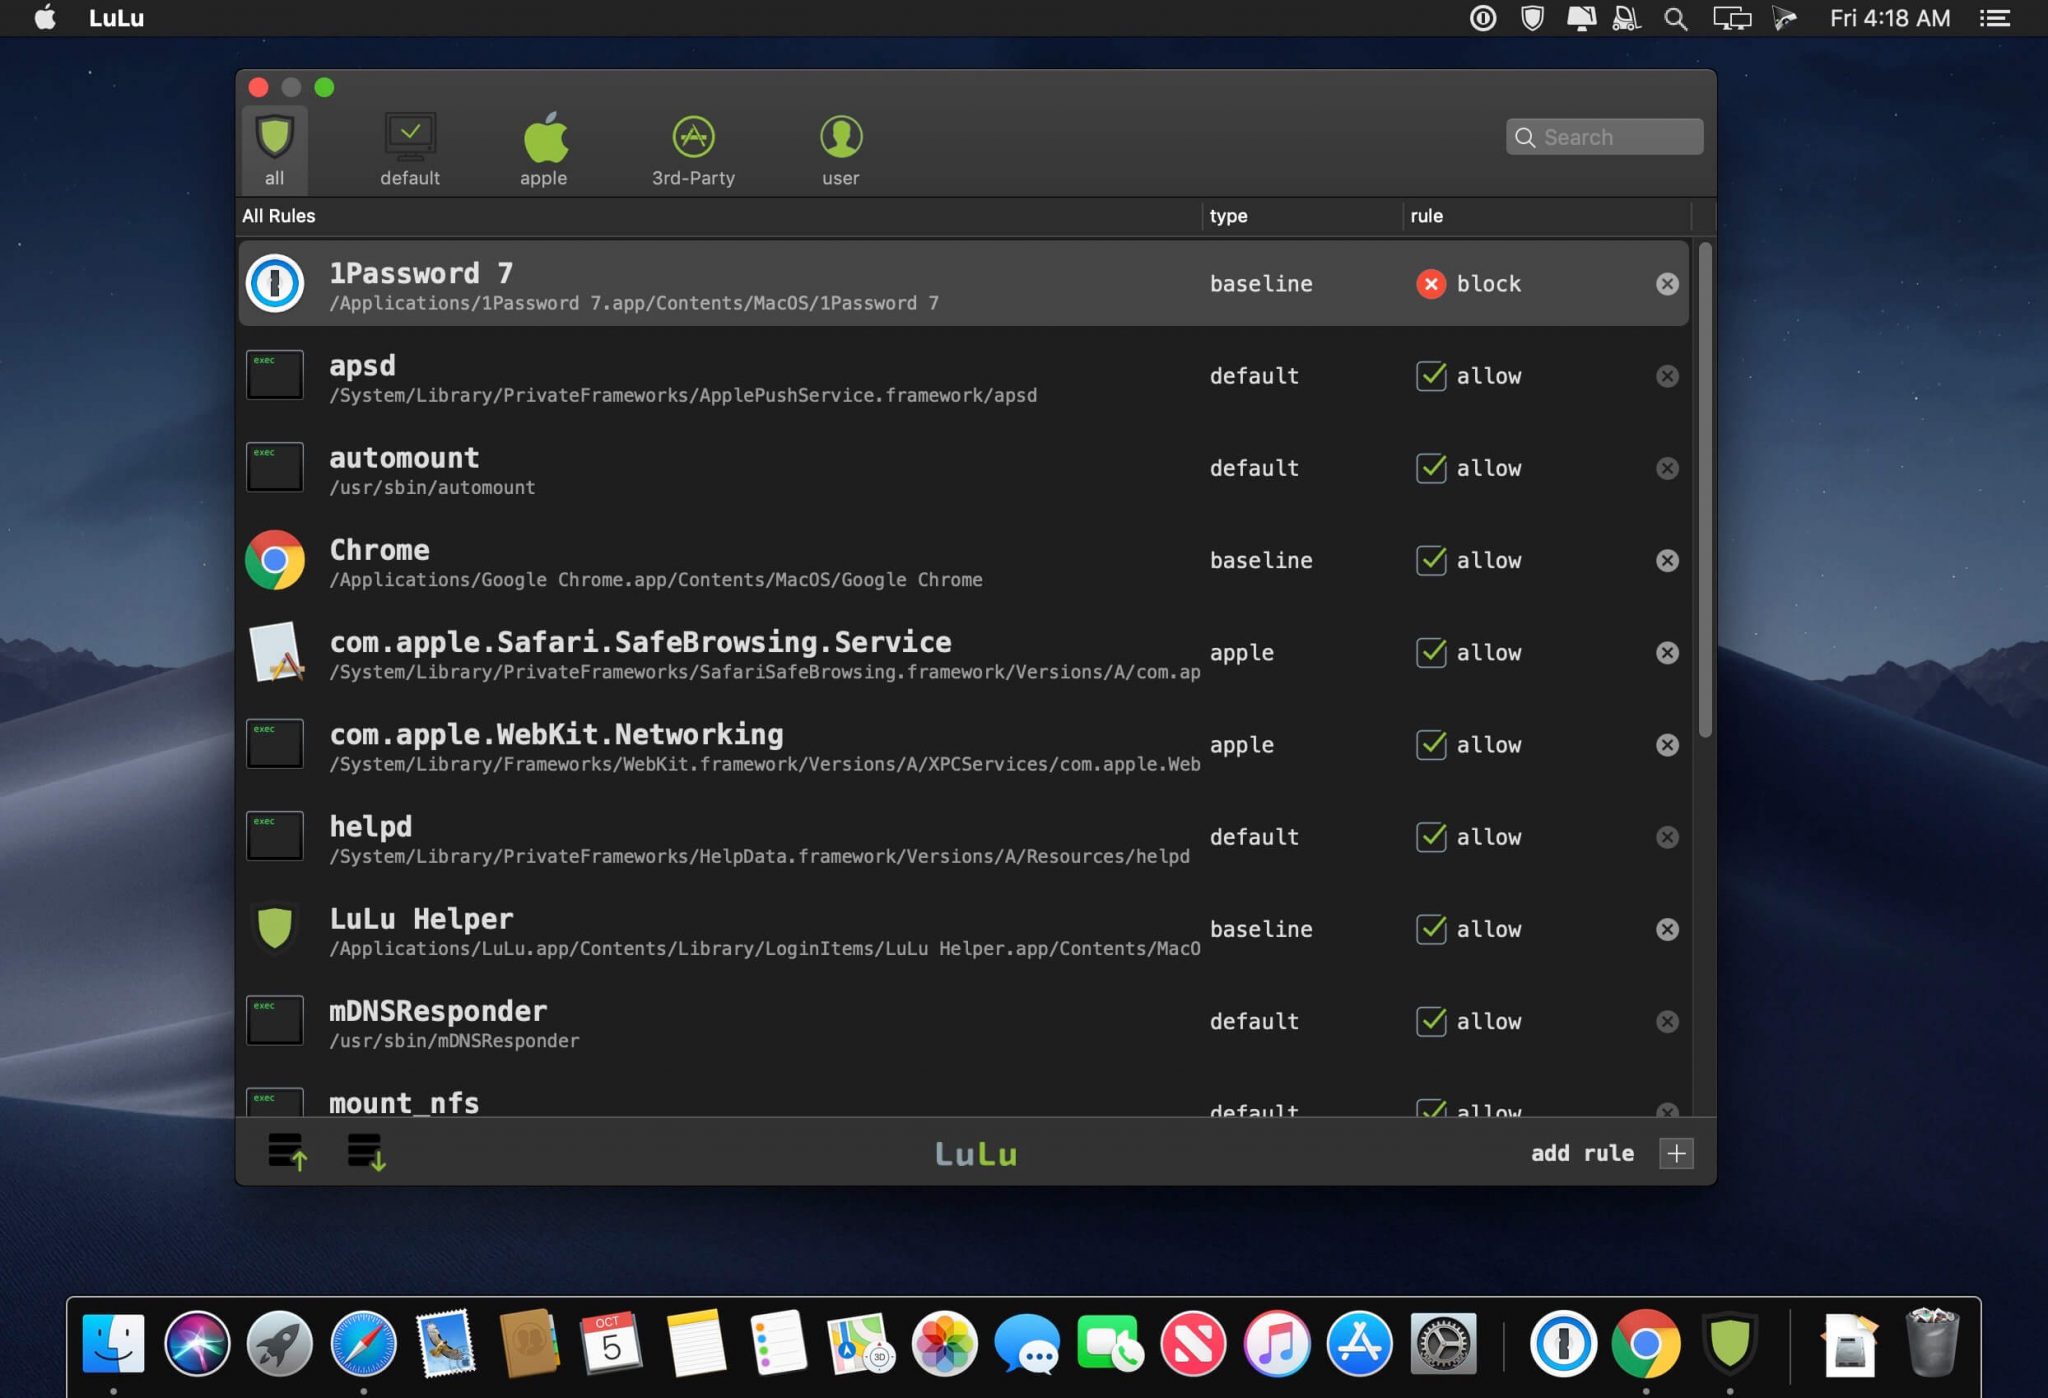 LuLu
Fri 4:18 AM
all
default
apple
3rd-Party
user
Search
All Rules
type
rule
1Password 7
/Applications/1Password 7.app/Contents/MacOS/1Password 7
baseline
block
exec
apsd
/System/Library/PrivateFrameworks/ApplePushService.framework/apsd
default
allow
exec
automount
/usr/sbin/automount
default
allow
Chrome
/Applications/Google Chrome.app/Contents/MacOS/Google Chrome
baseline
allow
com.apple.Safari.SafeBrowsing.Service
/System/Library/PrivateFrameworks/SafariSafeBrowsing.framework/Versions/A/com.ap
apple
allow
exec
com.apple.WebKit.Networking
/System/Library/Frameworks/WebKit.framework/Versions/A/XPCServices/com.apple.Web
apple
allow
exec
helpd
/System/Library/PrivateFrameworks/HelpData.framework/Versions/A/Resources/helpd
default
allow
LuLu Helper
/Applications/LuLu.app/Contents/Library/LoginItems/LuLu Helper.app/Contents/MacO
baseline
allow
exec
mDNSResponder
/usr/sbin/mDNSResponder
default
allow
exec
mount_nfs
default
allow
LuLu
add rule
OCT
5
3D